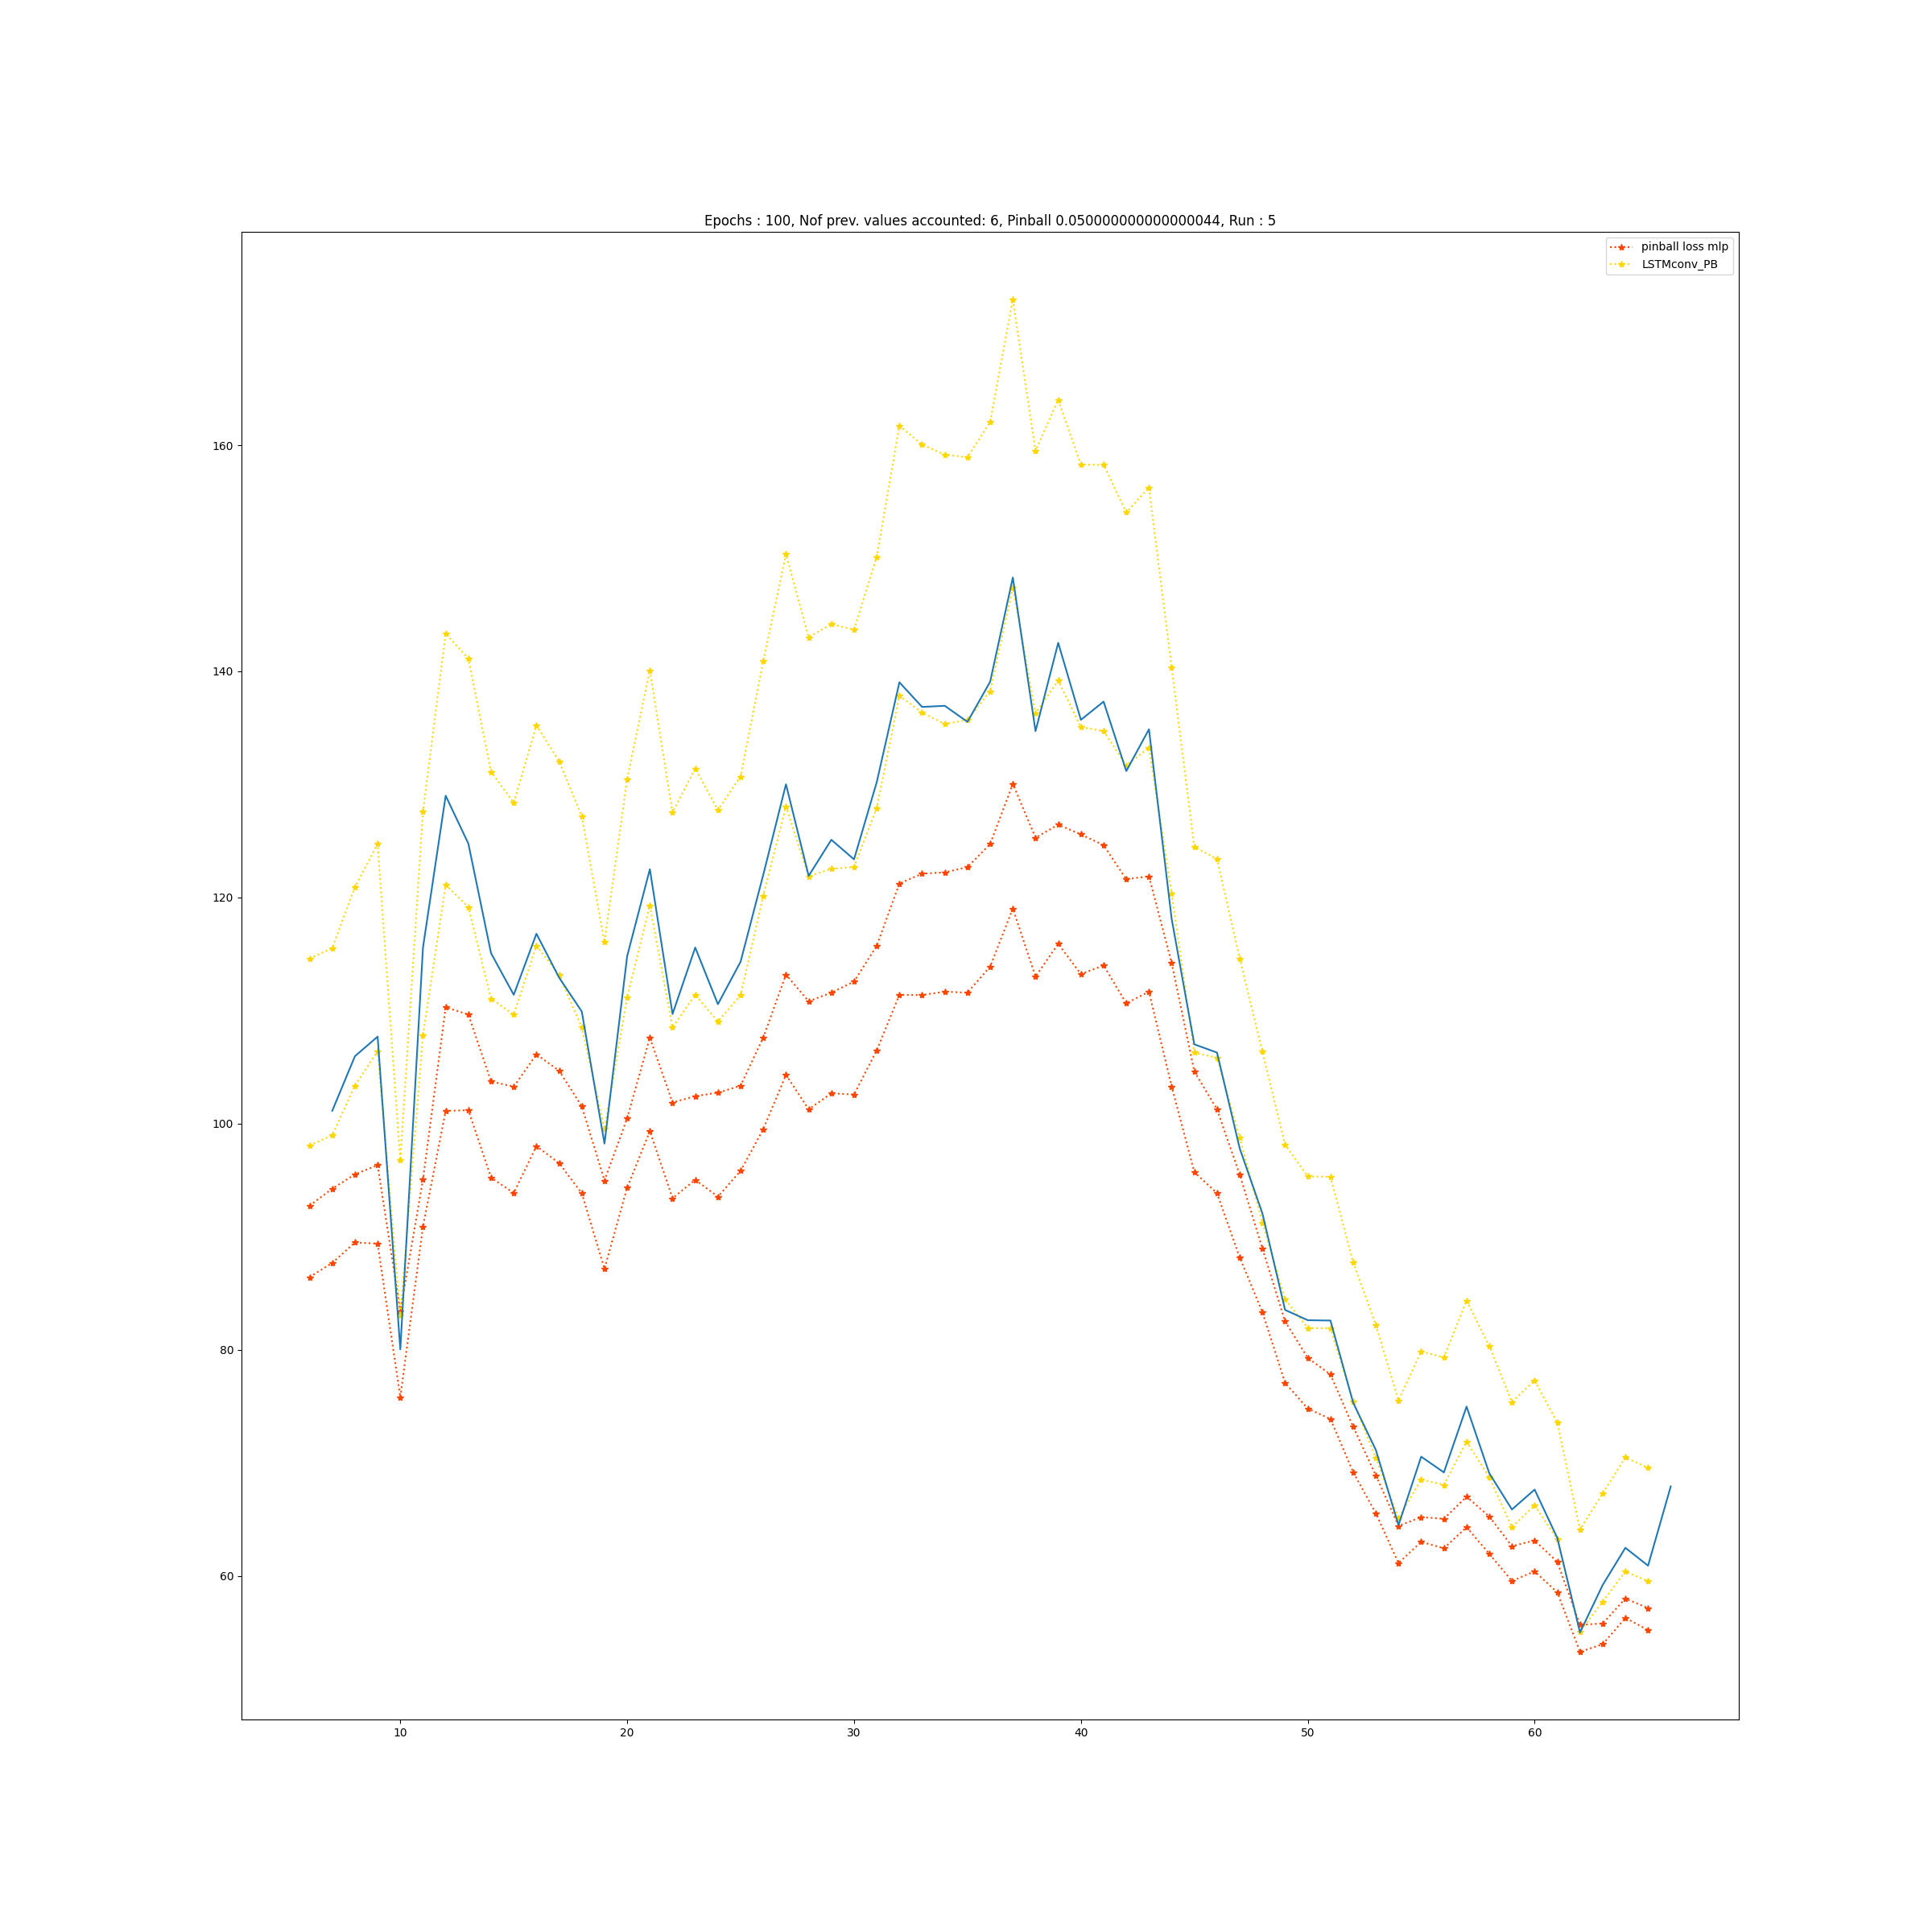 Epochs : 100, Nof prev. values accounted: 6, Pinball 0.050000000000000044, Run : 5
pinball loss mlp
LSTMconv_PB
160
140
120
100
80
60
10 20 30 40 50 60